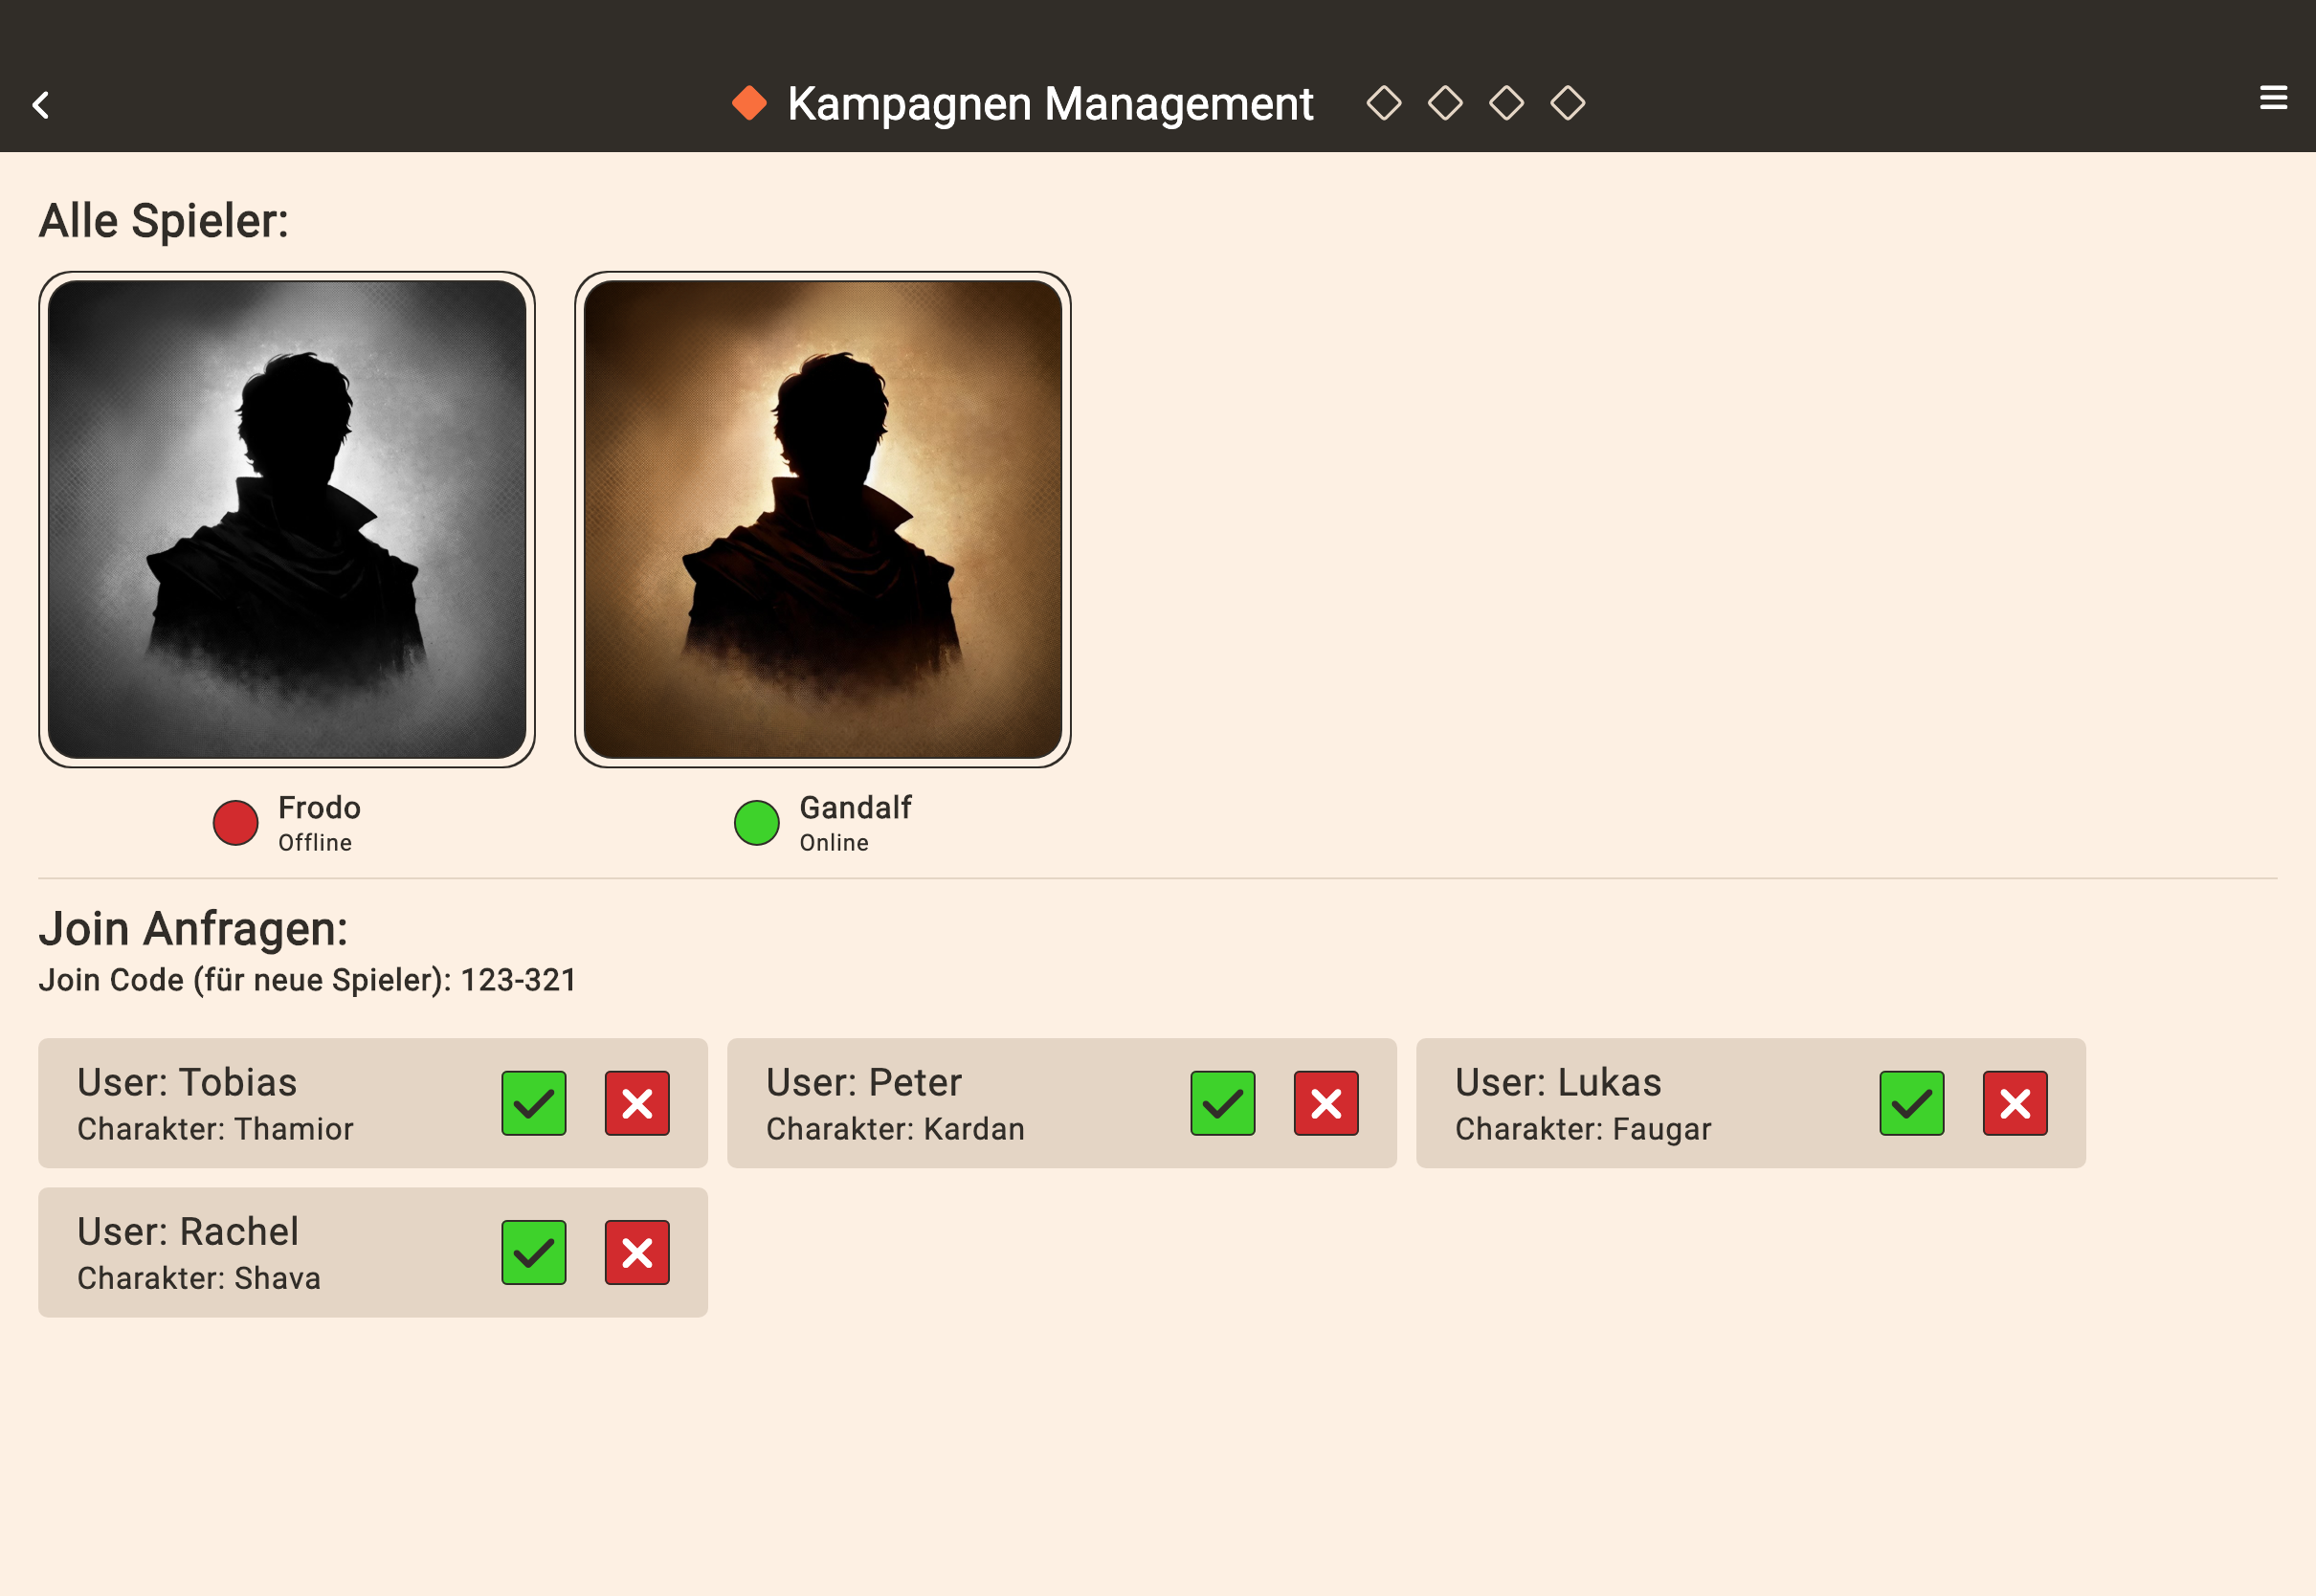 Kampagnen Management
Alle Spieler:
Frodo
Offline
Gandalf
Online
Join Anfragen:
Join Code (für neue Spieler): 123-321
User: Tobias
Charakter: Thamior
User: Peter
Charakter: Kardan
User: Lukas
Charakter: Faugar
User: Rachel
Charakter: Shava